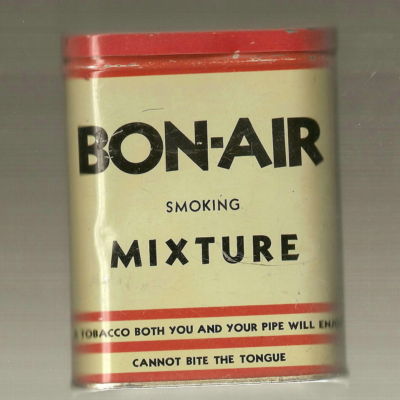 BON-AIR
SMOKING
MIXTURE
TOBACCO BOTH YOU AND YOUR PIPE WILL
CANNOT BITE THE TONGUE